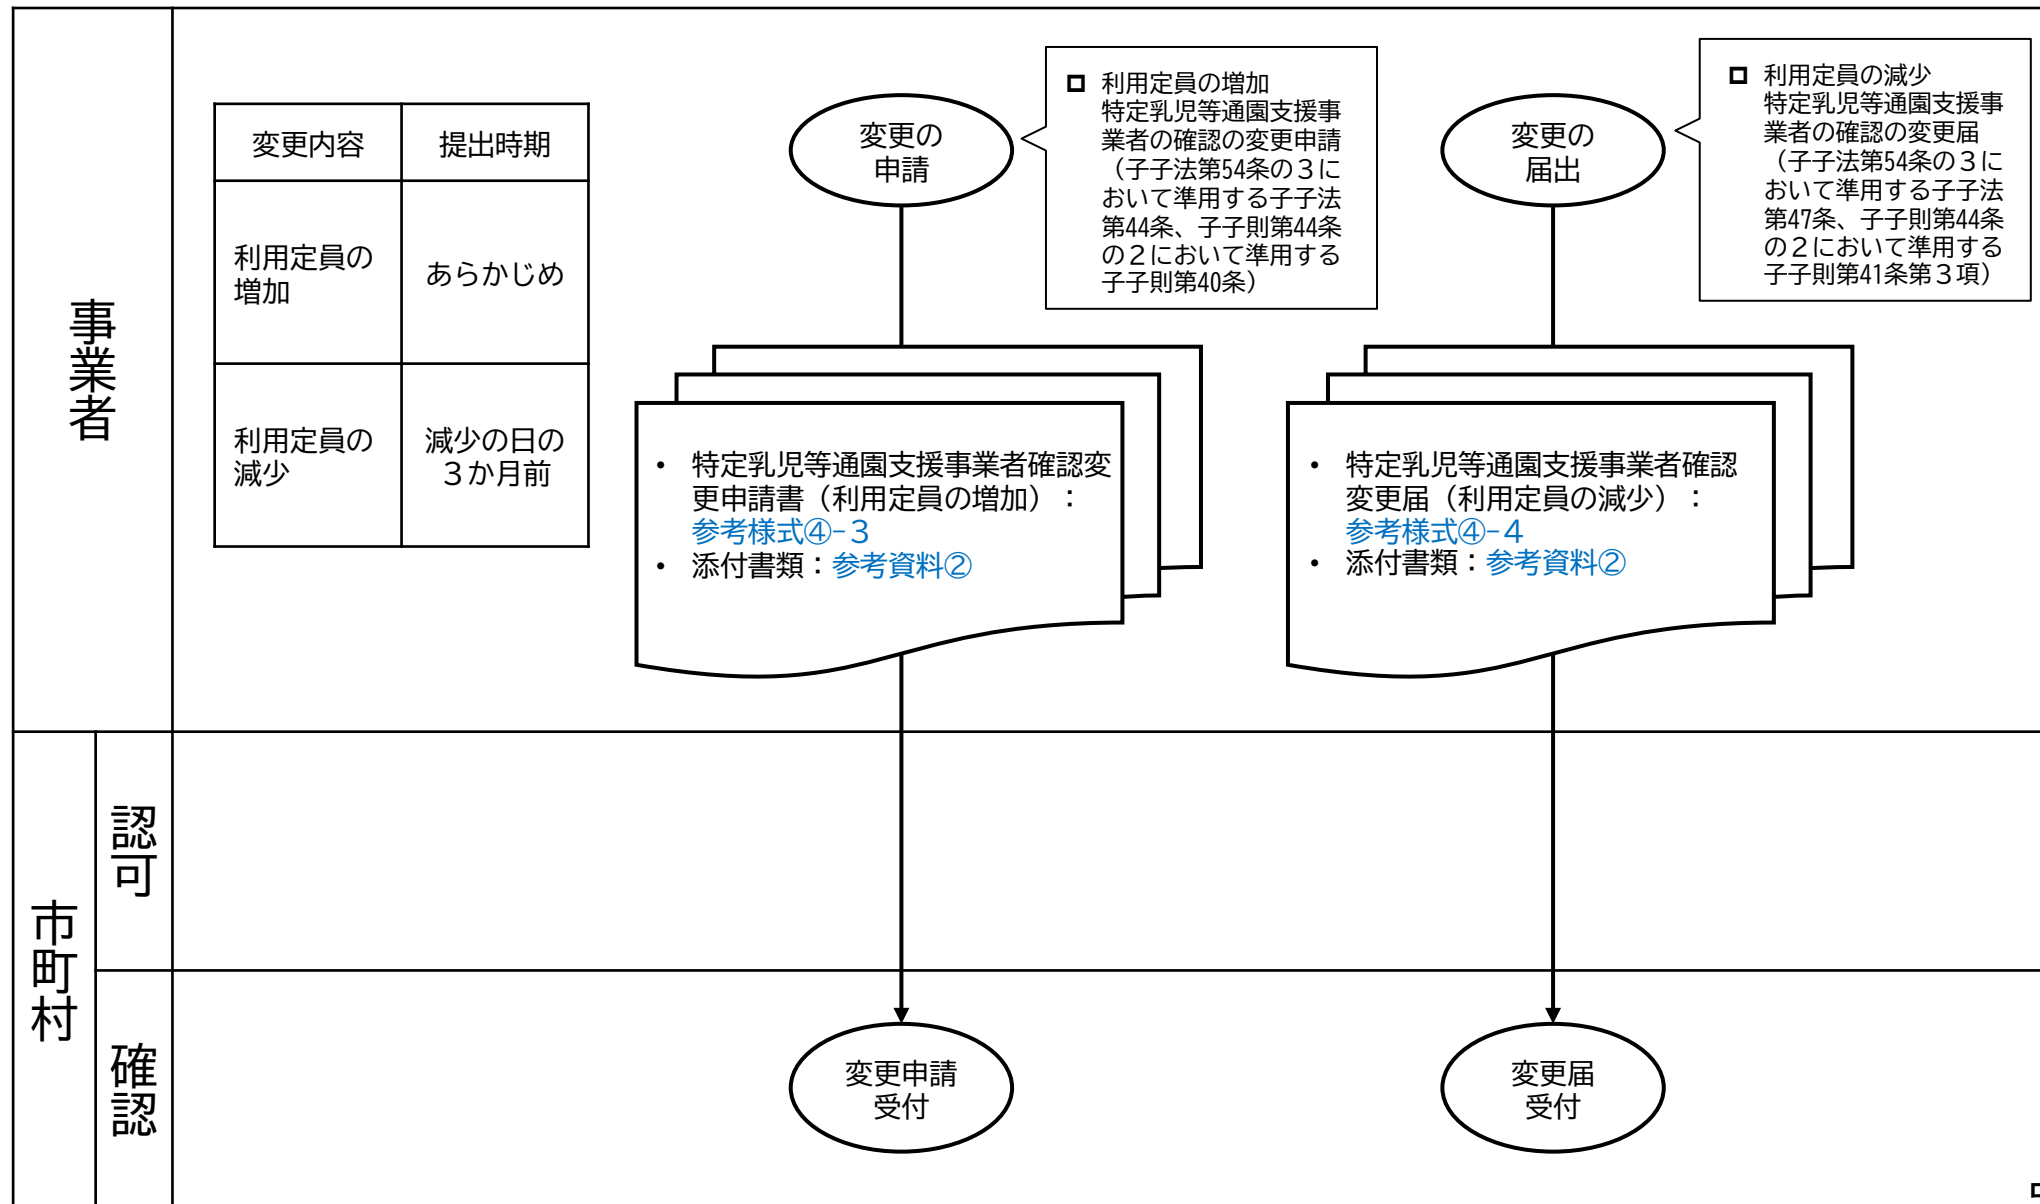 事業者
変更内容
提出時期
利用定員の
増加
あらかじめ
利用定員の
減少
減少の日の
３か月前
変更の
申請
利用定員の増加
特定乳児等通園支援事
業者の確認の変更申請
（子子法第54条の３に
おいて準用する子子法
第44条、子子則第44条
の２において準用する
子子則第40条）
変更の
届出
利用定員の減少
特定乳児等通園支援事
業者の確認の変更届
（子子法第54条の３に
おいて準用する子子法
第47条、子子則第44条
の２において準用する
子子則第41条第３項）
• 特定乳児等通園支援事業者確認変
更申請書（利用定員の増加）：
参考様式④-３
• 添付書類：参考資料②
• 特定乳児等通園支援事業者確認
変更届（利用定員の減少）：
参考様式④-４
• 添付書類：参考資料②
市町村
認可
確認
変更申請
受付
変更届
受付